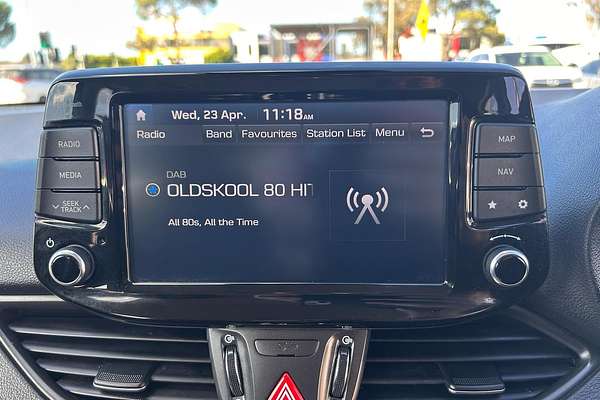 Wed, 23 Apr. 11:18AM
Radio Band Favourites Station List Menu
DAB
OLDSKOOL 80 HIT
All 80s, All the Time
RADIO
MEDIA
SEEK
TRACK
MAP
NAV